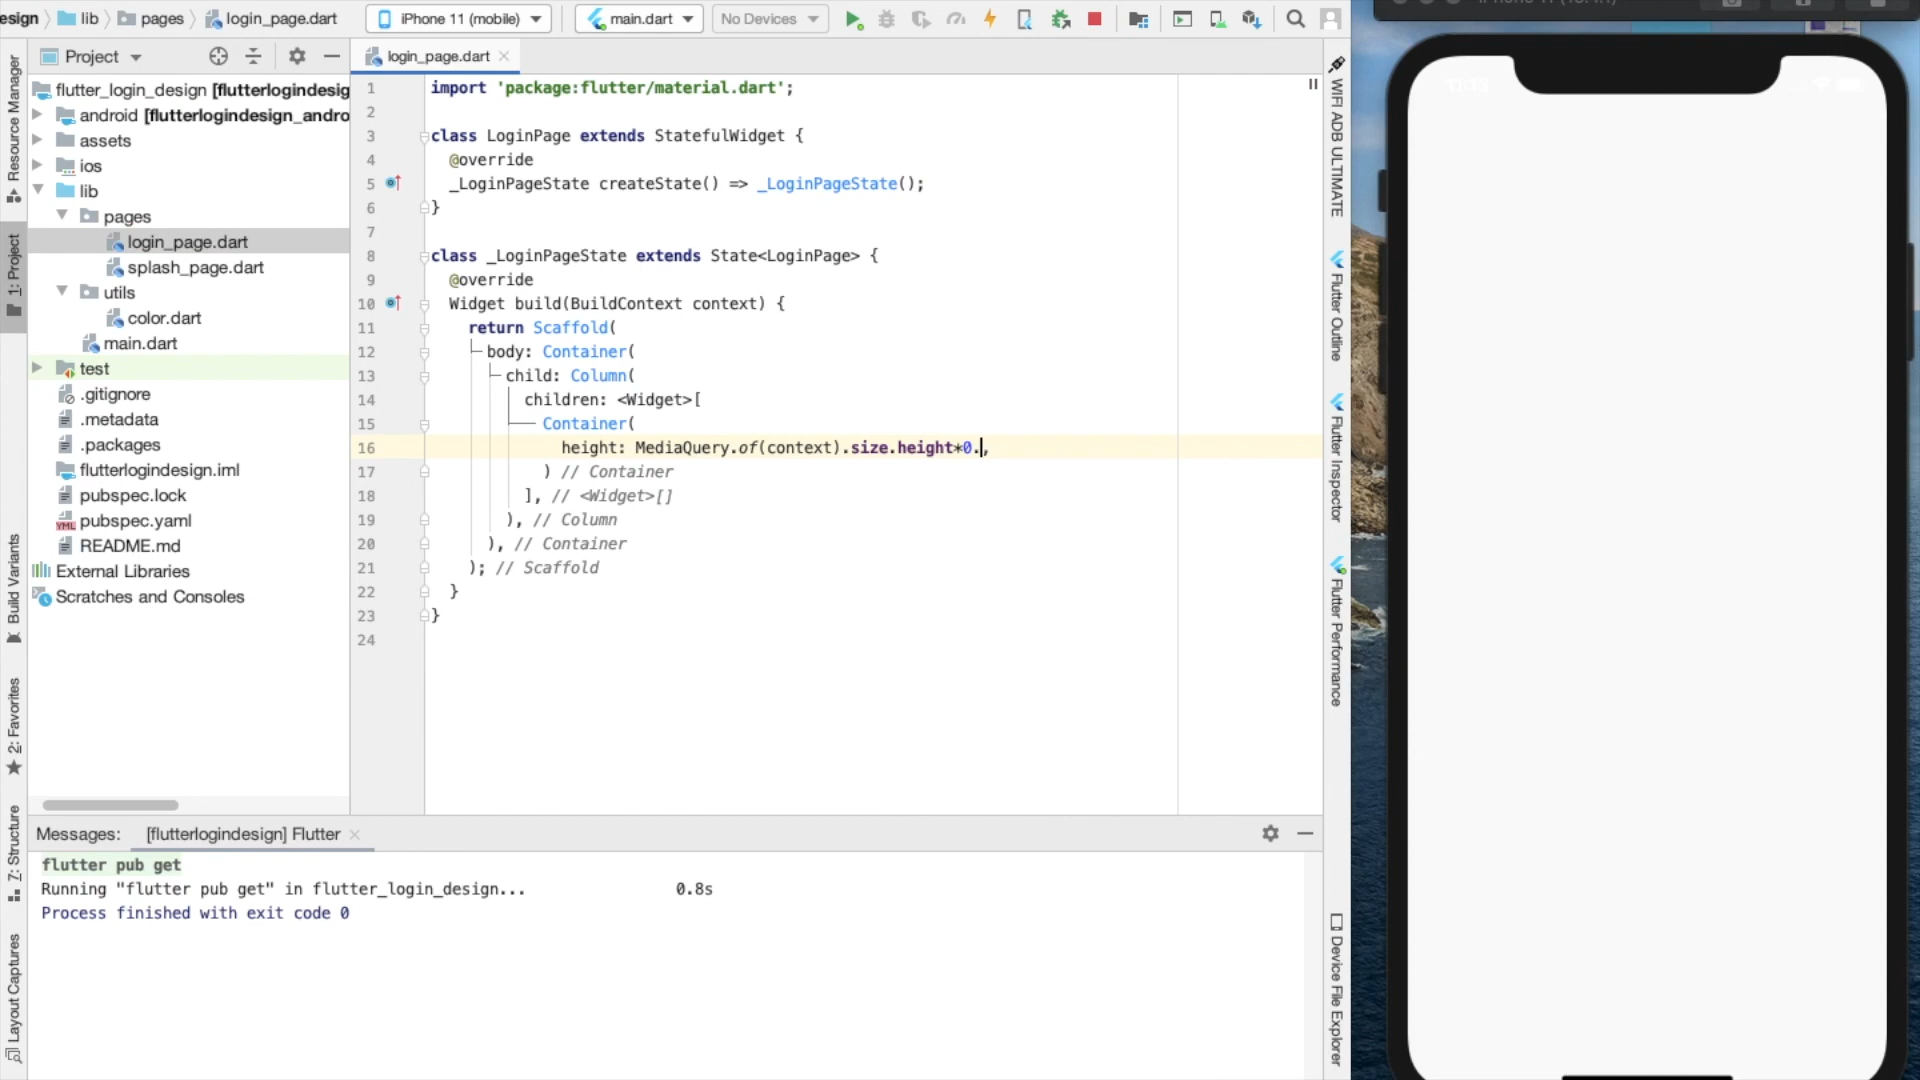 esign
lib
pages
login_page.dart
iPhone 11 (mobile)
main.dart
No Devices
Project
login_page.dart
flutter_login_design [flutterlogindesig
android [flutterlogindesign_andro
assets
ios
lib
pages
login_page.dart
splash_page.dart
utils
color.dart
main.dart
test
.gitignore
.metadata
.packages
flutterlogindesign.iml
pubspec.lock
pubspec.yaml
README.md
External Libraries
Scratches and Consoles
Resource Manager
1: Project
Build Variants
2: Favorites
7: Structure
Layout Captures
1 import 'package:flutter/material.dart';
2
3 class LoginPage extends StatefulWidget {
4 @override
5 _LoginPageState createState() => _LoginPageState();
6 }
7
8 class _LoginPageState extends State<LoginPage> {
9 @override
10 Widget build(BuildContext context) {
11 return Scaffold(
12 body: Container(
13 child: Column(
14 children: <Widget>[
15 Container(
16 height: MediaQuery.of(context).size.height*0.,
17 ) // Container
18 ], // <Widget>[]
19 ), // Column
20 ), // Container
21 ); // Scaffold
22 }
23 }
24
WIFI ADB ULTIMATE
Flutter Outline
Flutter Inspector
Flutter Performance
Device File Explorer
Messages:
[flutterlogindesign] Flutter
flutter pub get
Running "flutter pub get" in flutter_login_design... 0.8s
Process finished with exit code 0